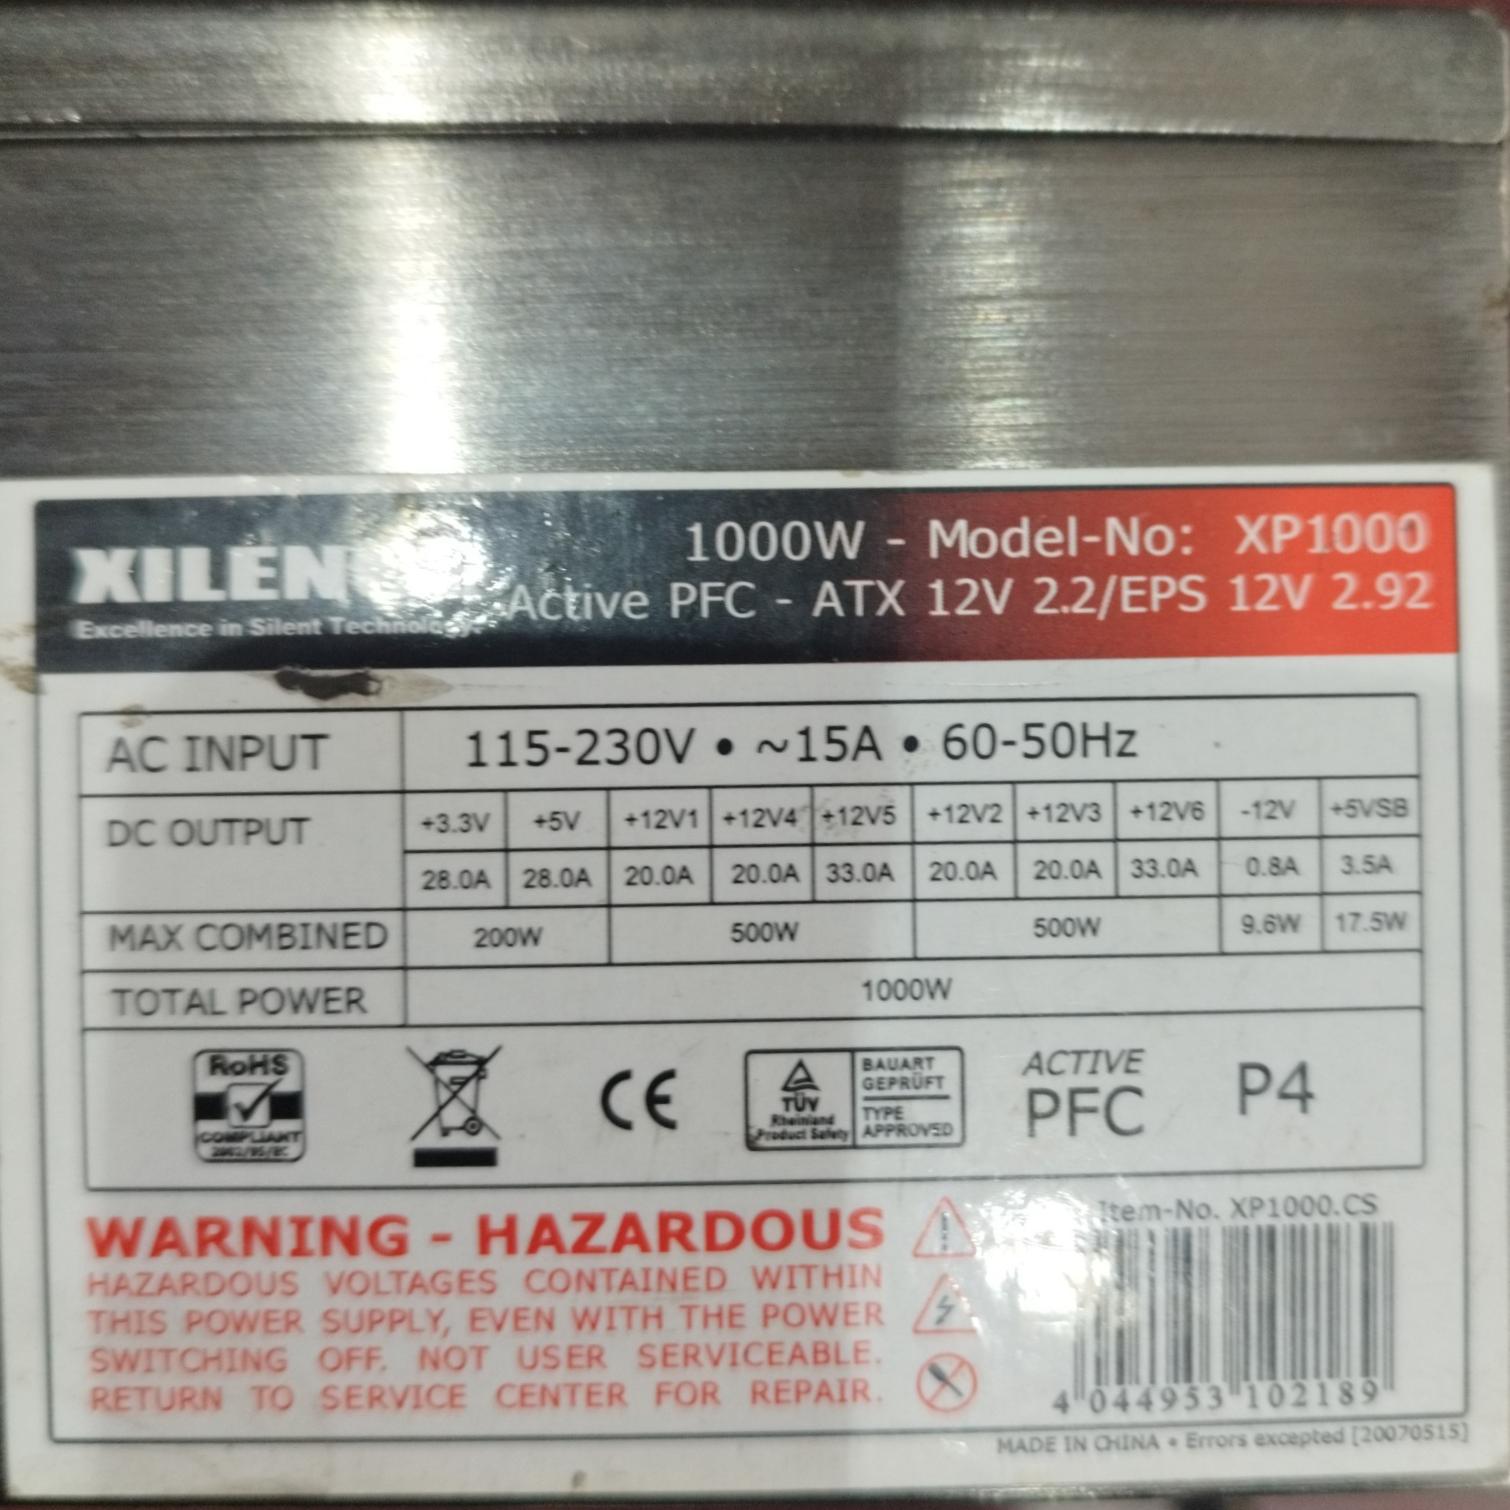 1000W - Model-No: XP1000
XILENC
Active PFC - ATX 12V 2.2/EPS 12V 2.92
Excellence in Silent Technology.
AC INPUT 115-230V • ~15A • 60-50Hz
DC OUTPUT +3.3V +5V +12V1 +12V4 +12V5 +12V2 +12V3 +12V6 -12V +5VSB
28.0A 28.0A 20.0A 20.0A 33.0A 20.0A 20.0A 33.0A 0.8A 3.5A
MAX COMBINED 200W 500W 500W 9.6W 17.5W
TOTAL POWER 1000W
RoHS
COMPLIANT
2002/95/EC
CE
TÜV
Rheinland
Product Safety
BAUART
GEPRÜFT
TYPE
APPROVED
ACTIVE
PFC
P4
WARNING - HAZARDOUS
HAZARDOUS VOLTAGES CONTAINED WITHIN
THIS POWER SUPPLY, EVEN WITH THE POWER
SWITCHING OFF. NOT USER SERVICEABLE.
RETURN TO SERVICE CENTER FOR REPAIR.
Item-No. XP1000.CS
4 044953 102189
MADE IN CHINA • Errors excepted [20070515]